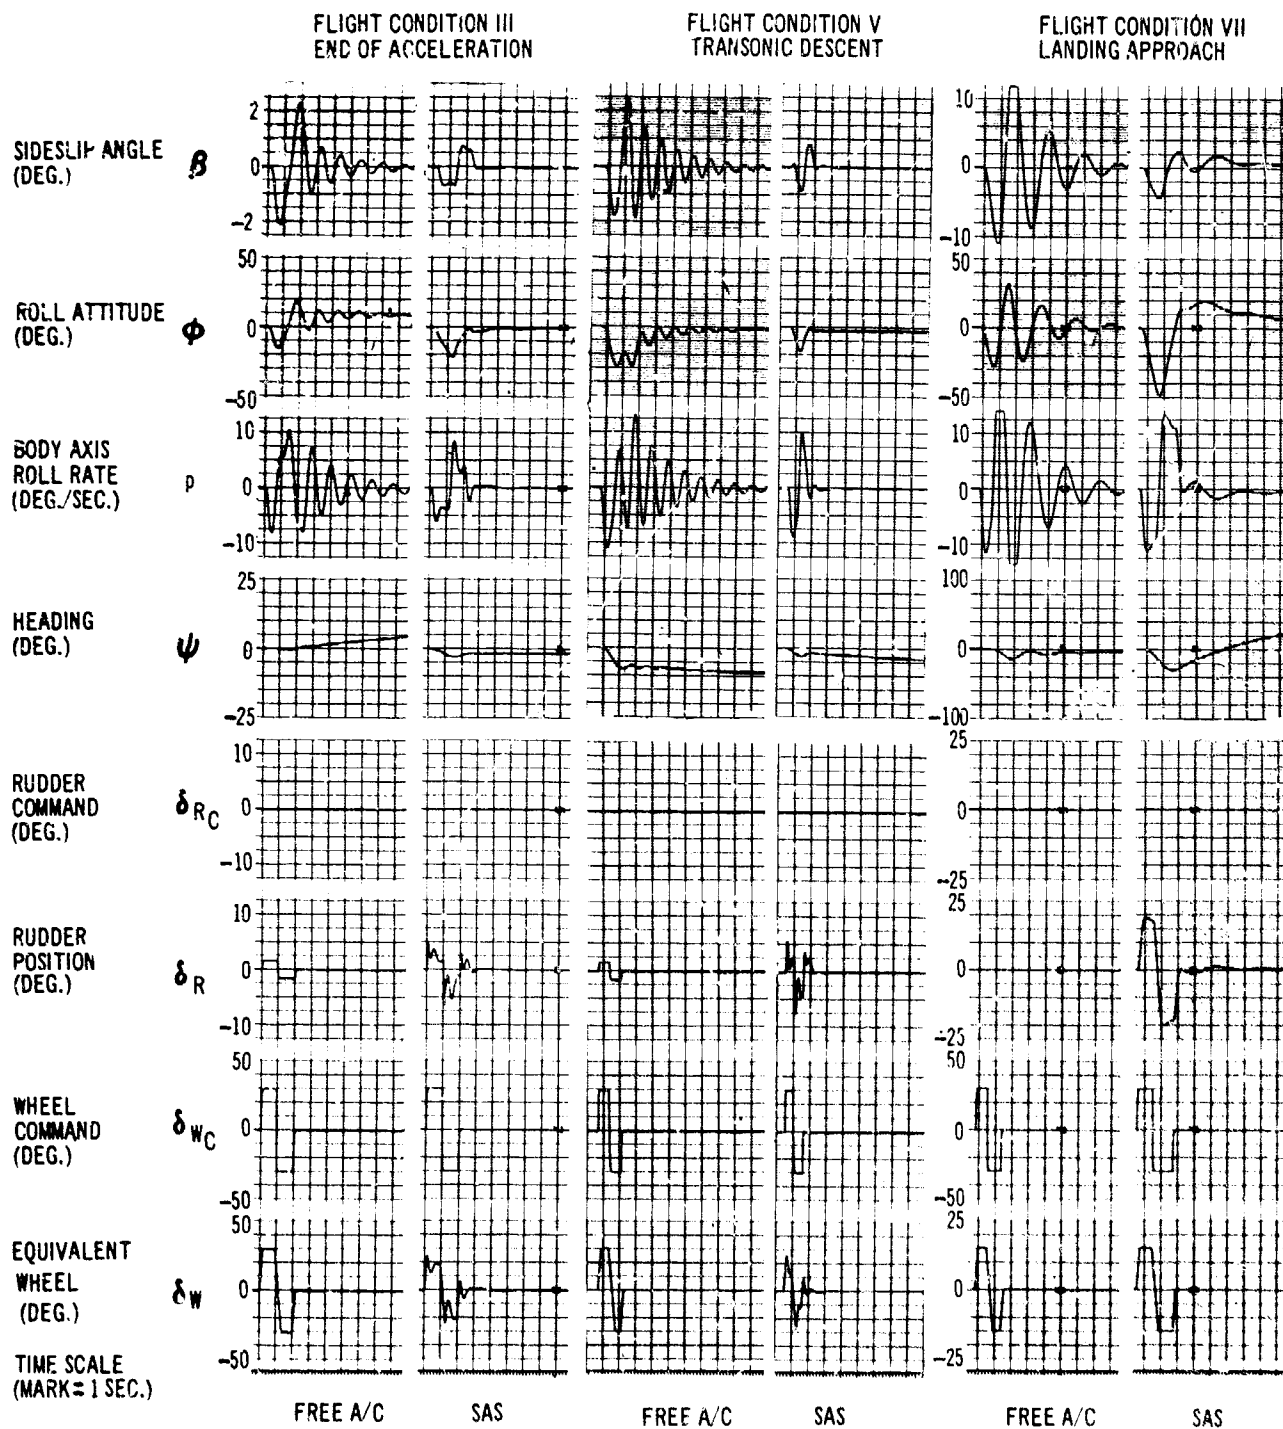 FLIGHT CONDITION III
END OF ACCELERATION
FLIGHT CONDITION V
TRANSONIC DESCENT
FLIGHT CONDITION VII
LANDING APPROACH
SIDESLIP ANGLE
(DEG.)
β
2
0
-2
10
0
-10
ROLL ATTITUDE
(DEG.)
ϕ
50
0
-50
50
0
-50
BODY AXIS
ROLL RATE
(DEG./SEC.)
p
10
0
-10
10
0
-10
HEADING
(DEG.)
ψ
25
0
-25
100
0
-100
RUDDER
COMMAND
(DEG.)
δRC
10
0
-10
25
0
-25
RUDDER
POSITION
(DEG.)
δR
10
0
-10
25
0
-25
WHEEL
COMMAND
(DEG.)
δWC
50
0
-50
50
0
-50
EQUIVALENT
WHEEL
(DEG.)
δW
50
0
-50
25
0
-25
TIME SCALE
(MARK = 1 SEC.)
FREE A/C
SAS
FREE A/C
SAS
FREE A/C
SAS